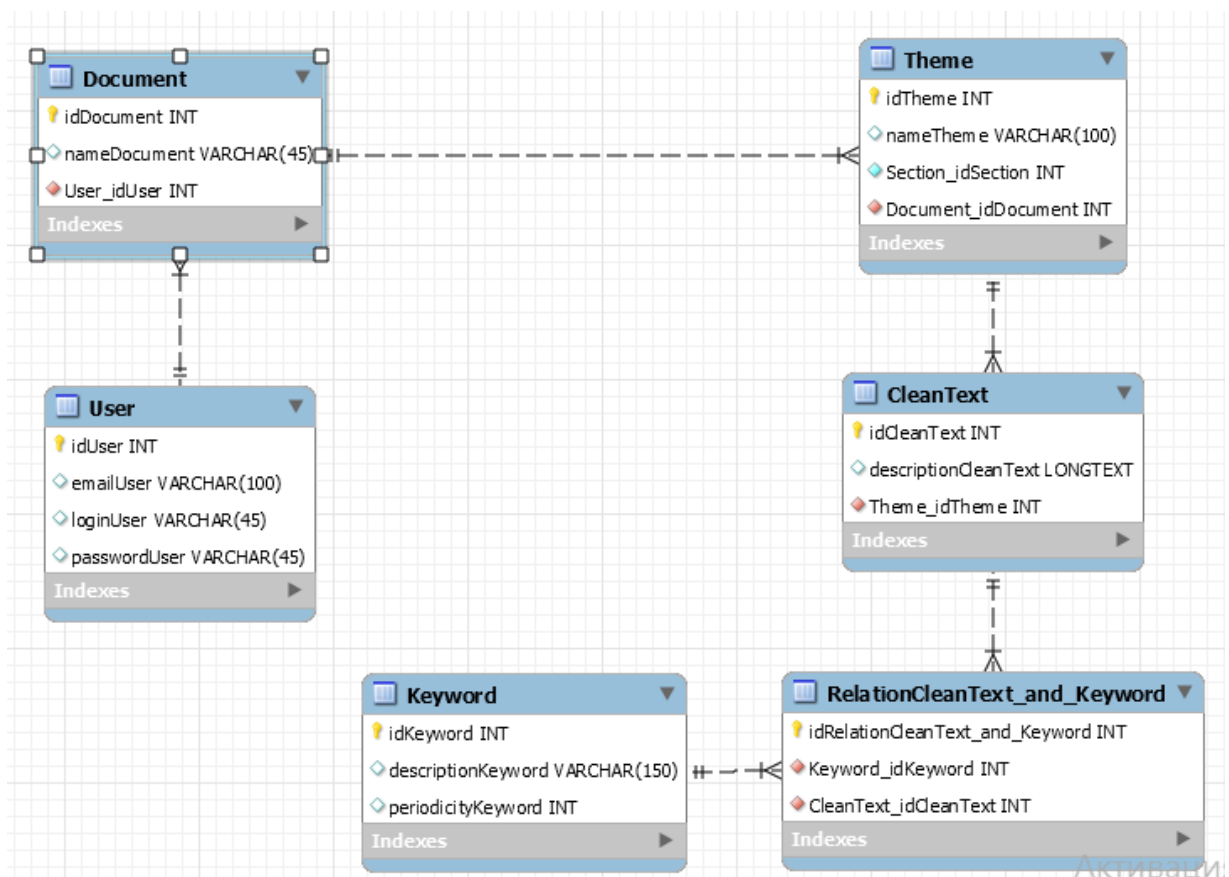 Document
idDocument INT
nameDocument VARCHAR(45)
User_idUser INT
Indexes
Theme
idTheme INT
nameTheme VARCHAR(100)
Section_idSection INT
Document_idDocument INT
Indexes
User
idUser INT
emailUser VARCHAR(100)
loginUser VARCHAR(45)
passwordUser VARCHAR(45)
Indexes
CleanText
idCleanText INT
descriptionCleanText LONGTEXT
Theme_idTheme INT
Indexes
Keyword
idKeyword INT
descriptionKeyword VARCHAR(150)
periodicityKeyword INT
Indexes
RelationCleanText_and_Keyword
idRelationCleanText_and_Keyword INT
Keyword_idKeyword INT
CleanText_idCleanText INT
Indexes